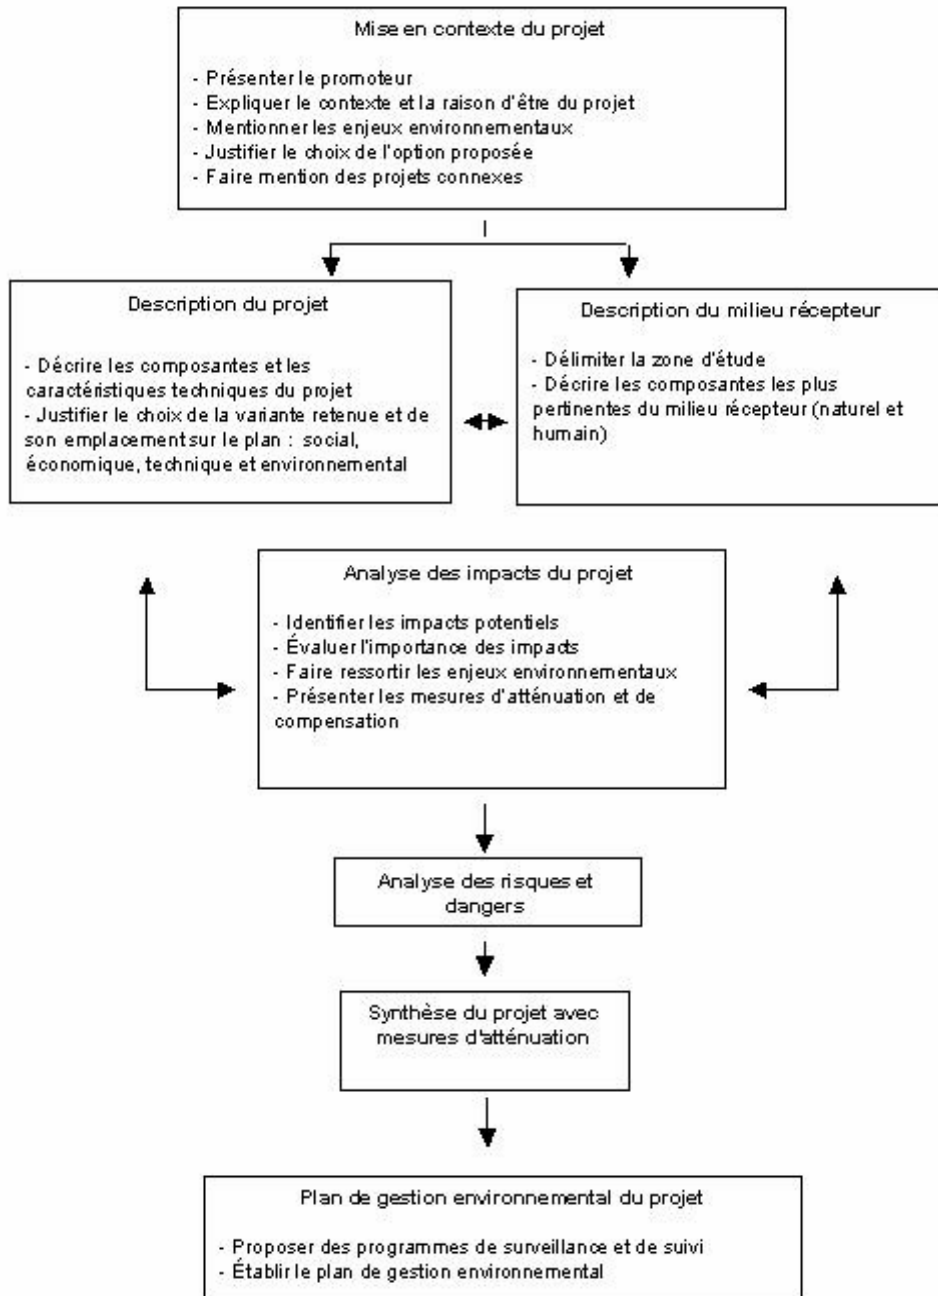 Mise en contexte du projet
- Présenter le promoteur
- Expliquer le contexte et la raison d'être du projet
- Mentionner les enjeux environnementaux
- Justifier le choix de l'option proposée
- Faire mention des projets connexes
Description du projet
- Décrire les composantes et les
caractéristiques techniques du projet
- Justifier le choix de la variante retenue et de
son emplacement sur le plan : social,
économique, technique et environnemental
Description du milieu récepteur
- Délimiter la zone d'étude
- Décrire les composantes les plus
pertinentes du milieu récepteur (naturel et
humain)
Analyse des impacts du projet
- Identifier les impacts potentiels
- Évaluer l'importance des impacts
- Faire ressortir les enjeux environnementaux
- Présenter les mesures d'atténuation et de
compensation
Analyse des risques et
dangers
Synthèse du projet avec
mesures d'atténuation
Plan de gestion environnemental du projet
- Proposer des programmes de surveillance et de suivi
- Établir le plan de gestion environnemental